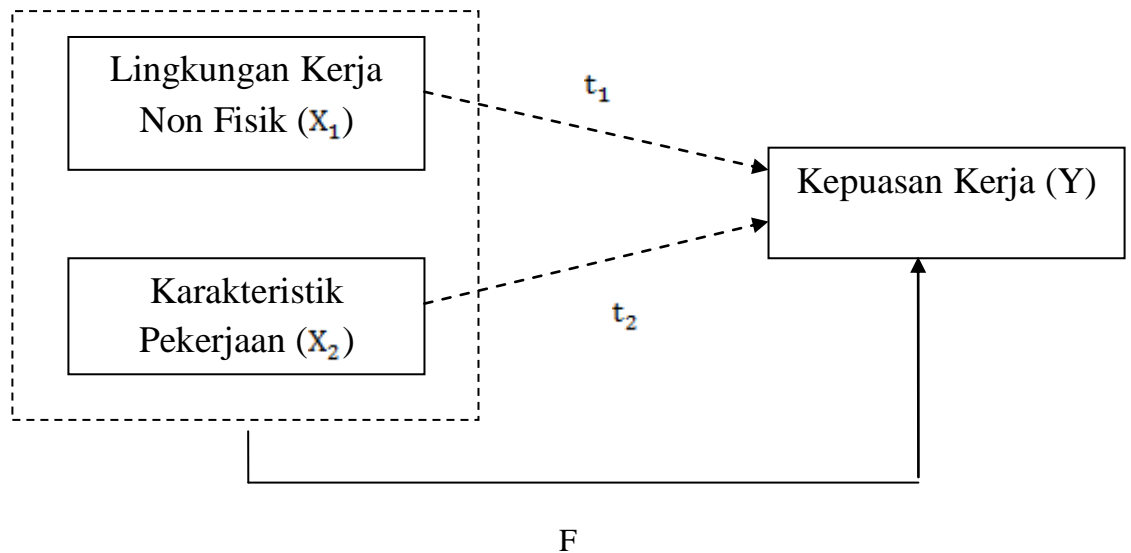 Lingkungan Kerja
Non Fisik (X₁)
t₁
Kepuasan Kerja (Y)
Karakteristik
Pekerjaan (X₂)
t₂
F